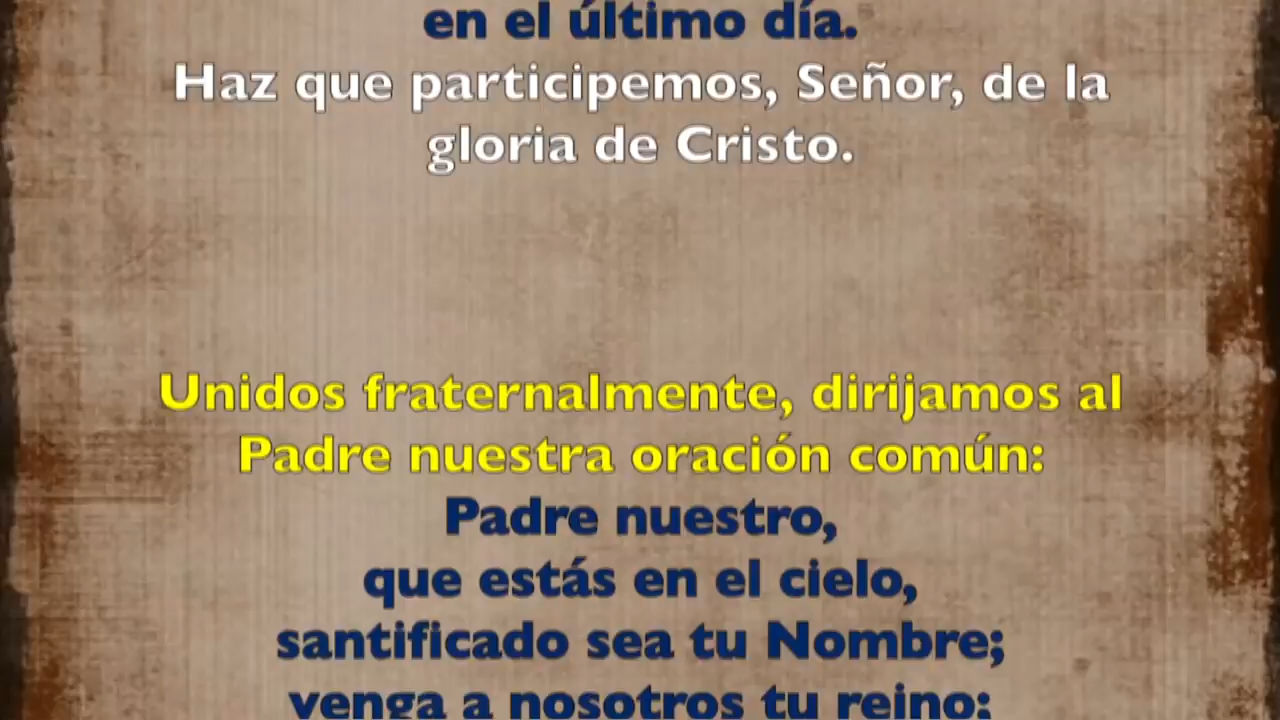 en el último día.
Haz que participemos, Señor, de la
gloria de Cristo.
Unidos fraternalmente, dirijamos al
Padre nuestra oración común:
Padre nuestro,
que estás en el cielo,
santificado sea tu Nombre;
venga a nosotros tu reino;